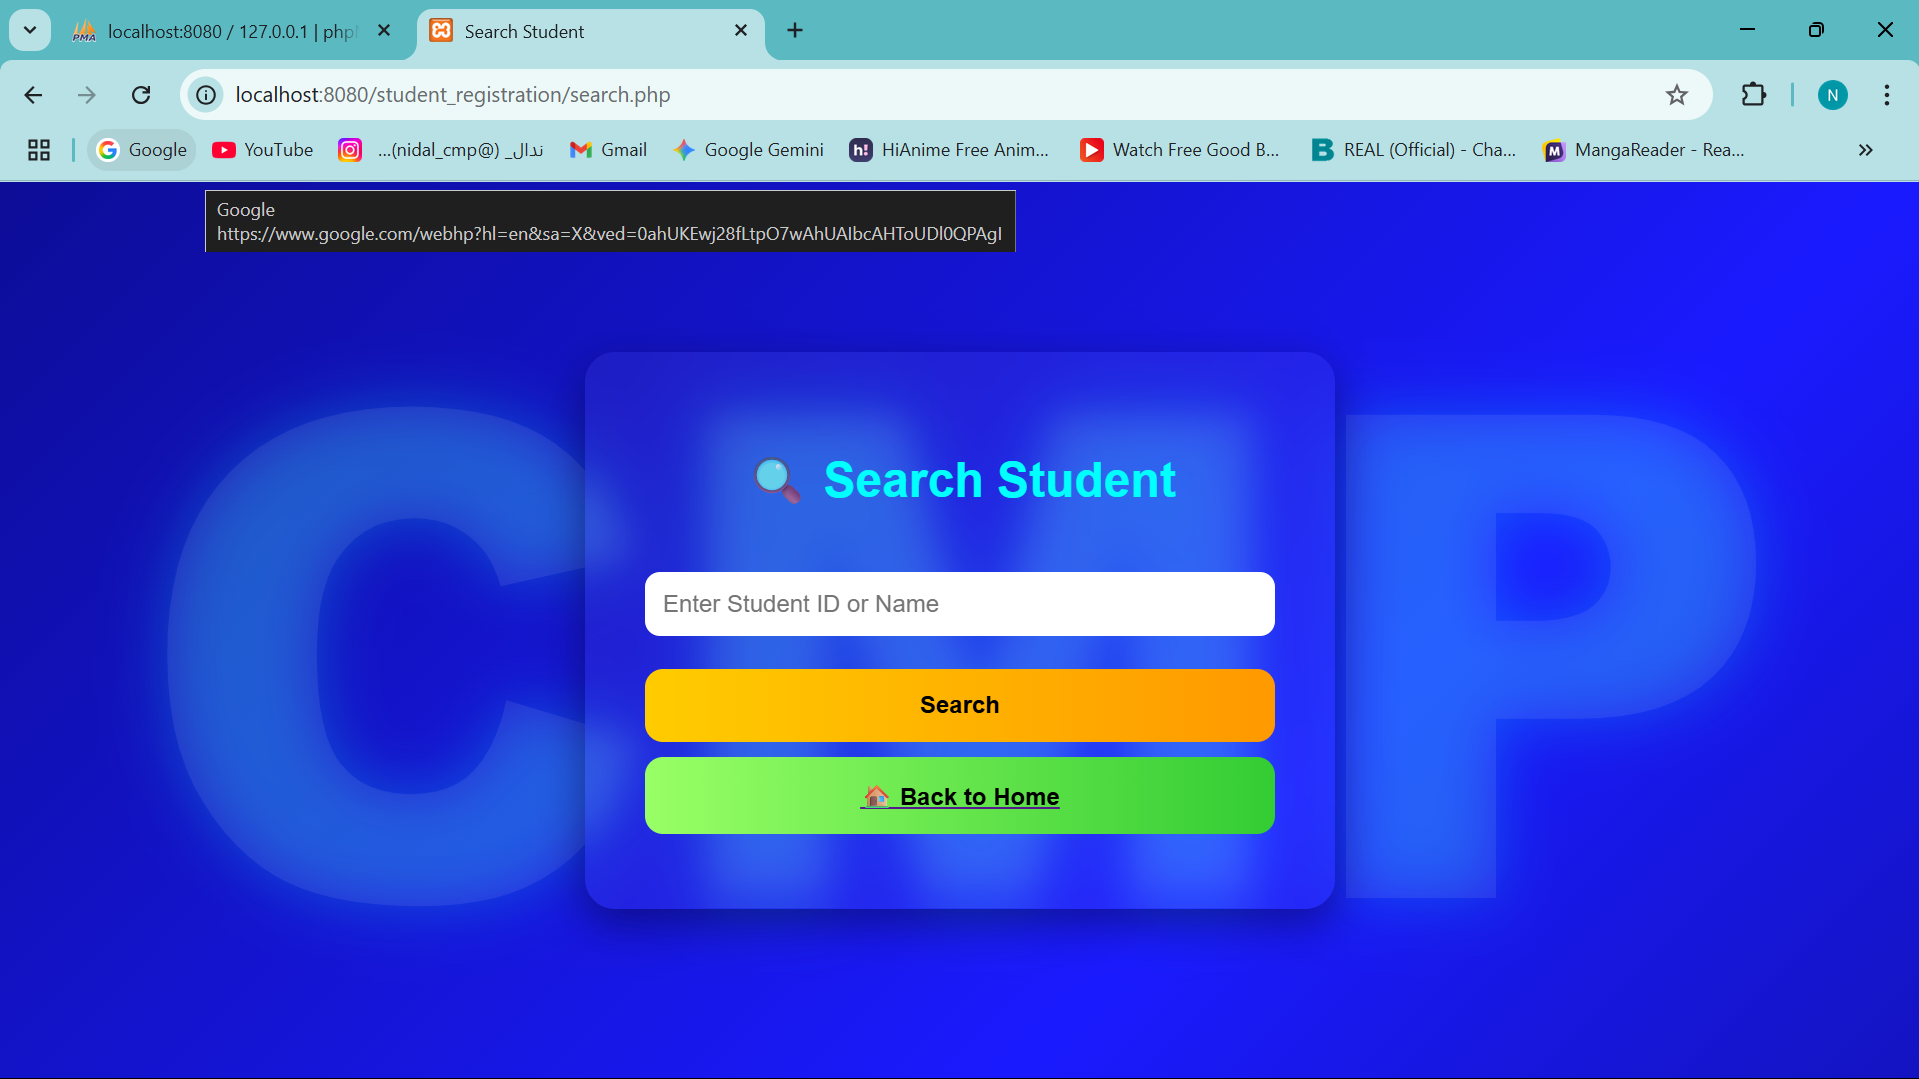 localhost:8080 / 127.0.0.1 | php
Search Student
localhost:8080/student_registration/search.php
N
Google
YouTube
ندال_ (@nidal_cmp)...
Gmail
Google Gemini
h!
HiAnime Free Anim...
Watch Free Good B...
B
REAL (Official) - Cha...
M
MangaReader - Rea...
Google
https://www.google.com/webhp?hl=en&sa=X&ved=0ahUKEwj28fLtpO7wAhUAIbcAHToUDl0QPAgI
CMP
Search Student
Enter Student ID or Name
Search
Back to Home